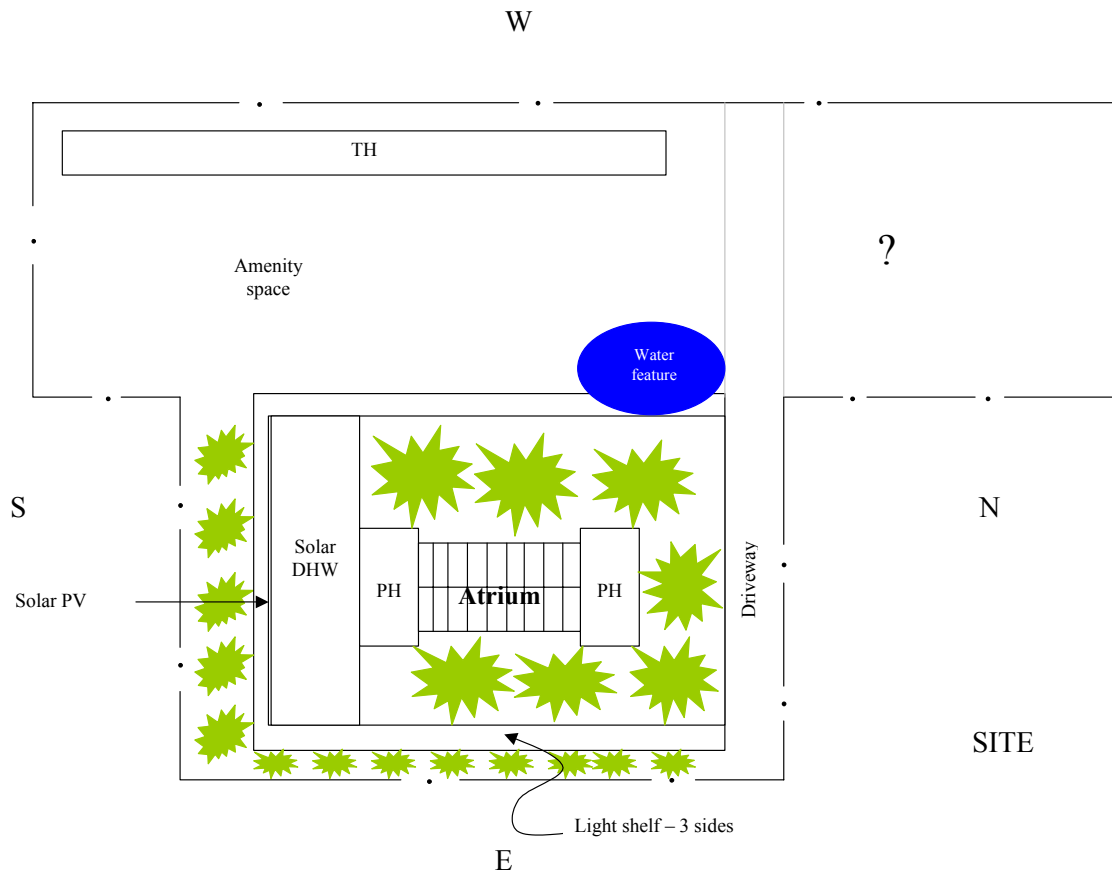 W
TH
?
Amenity
space
Water
feature
S
N
Solar
DHW
Driveway
PH
Atrium
PH
Solar PV
SITE
Light shelf – 3 sides
E